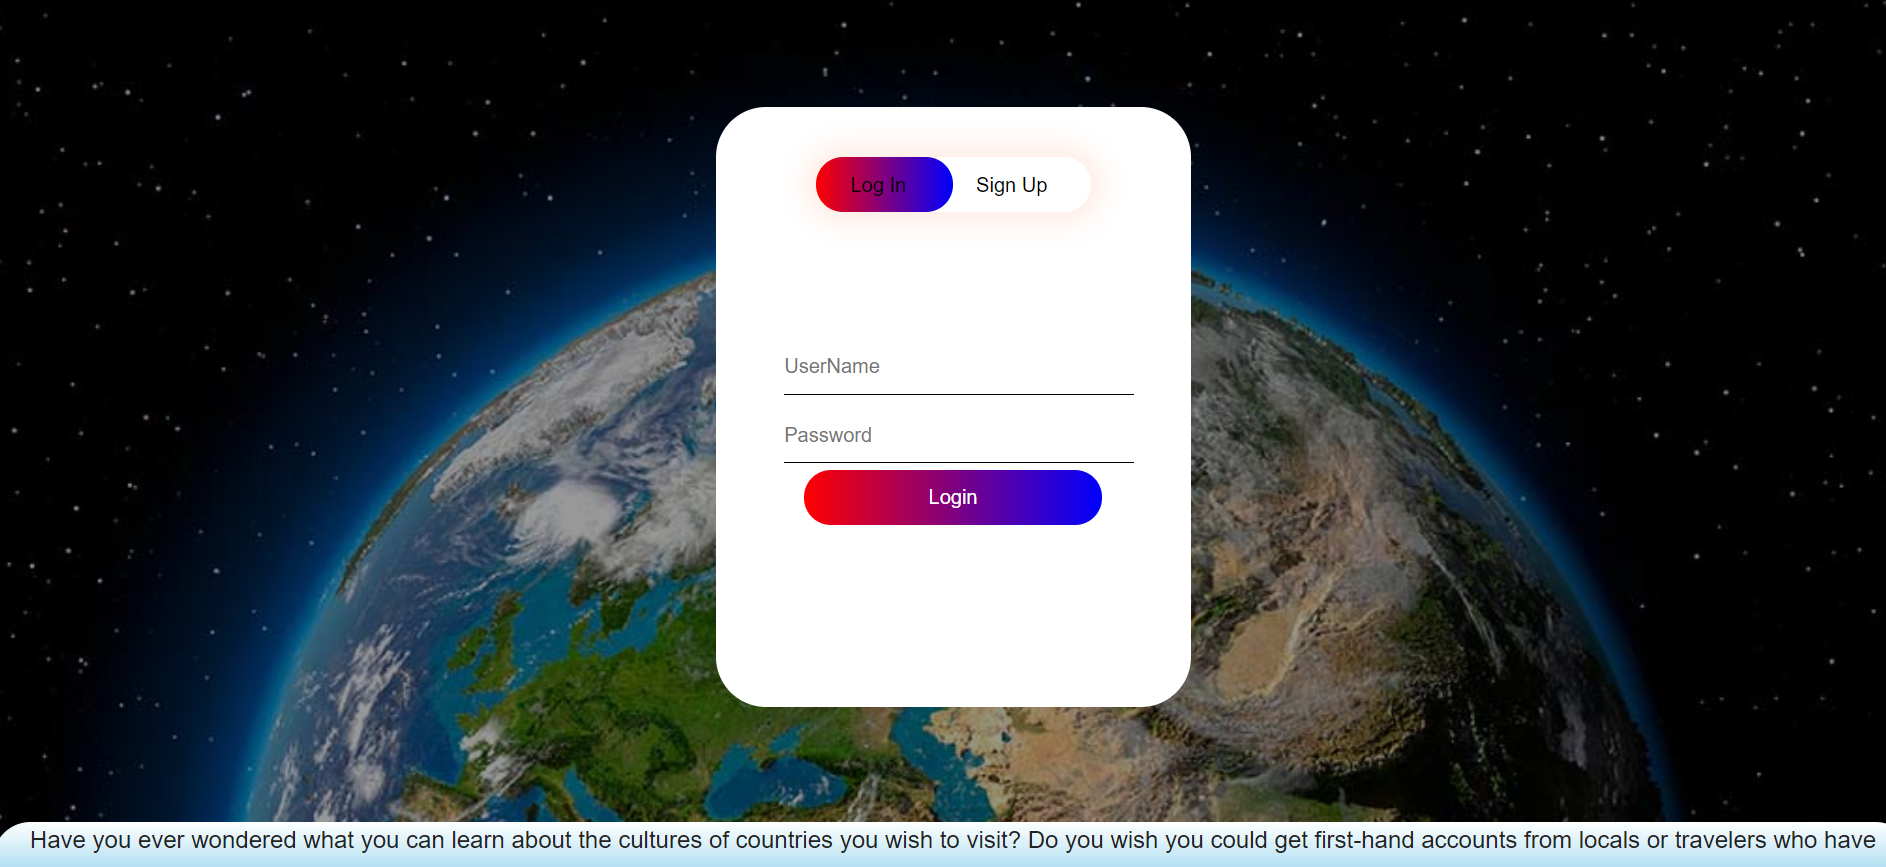 Log In Sign Up
UserName
Password
Login
Have you ever wondered what you can learn about the cultures of countries you wish to visit? Do you wish you could get first-hand accounts from locals or travelers who have